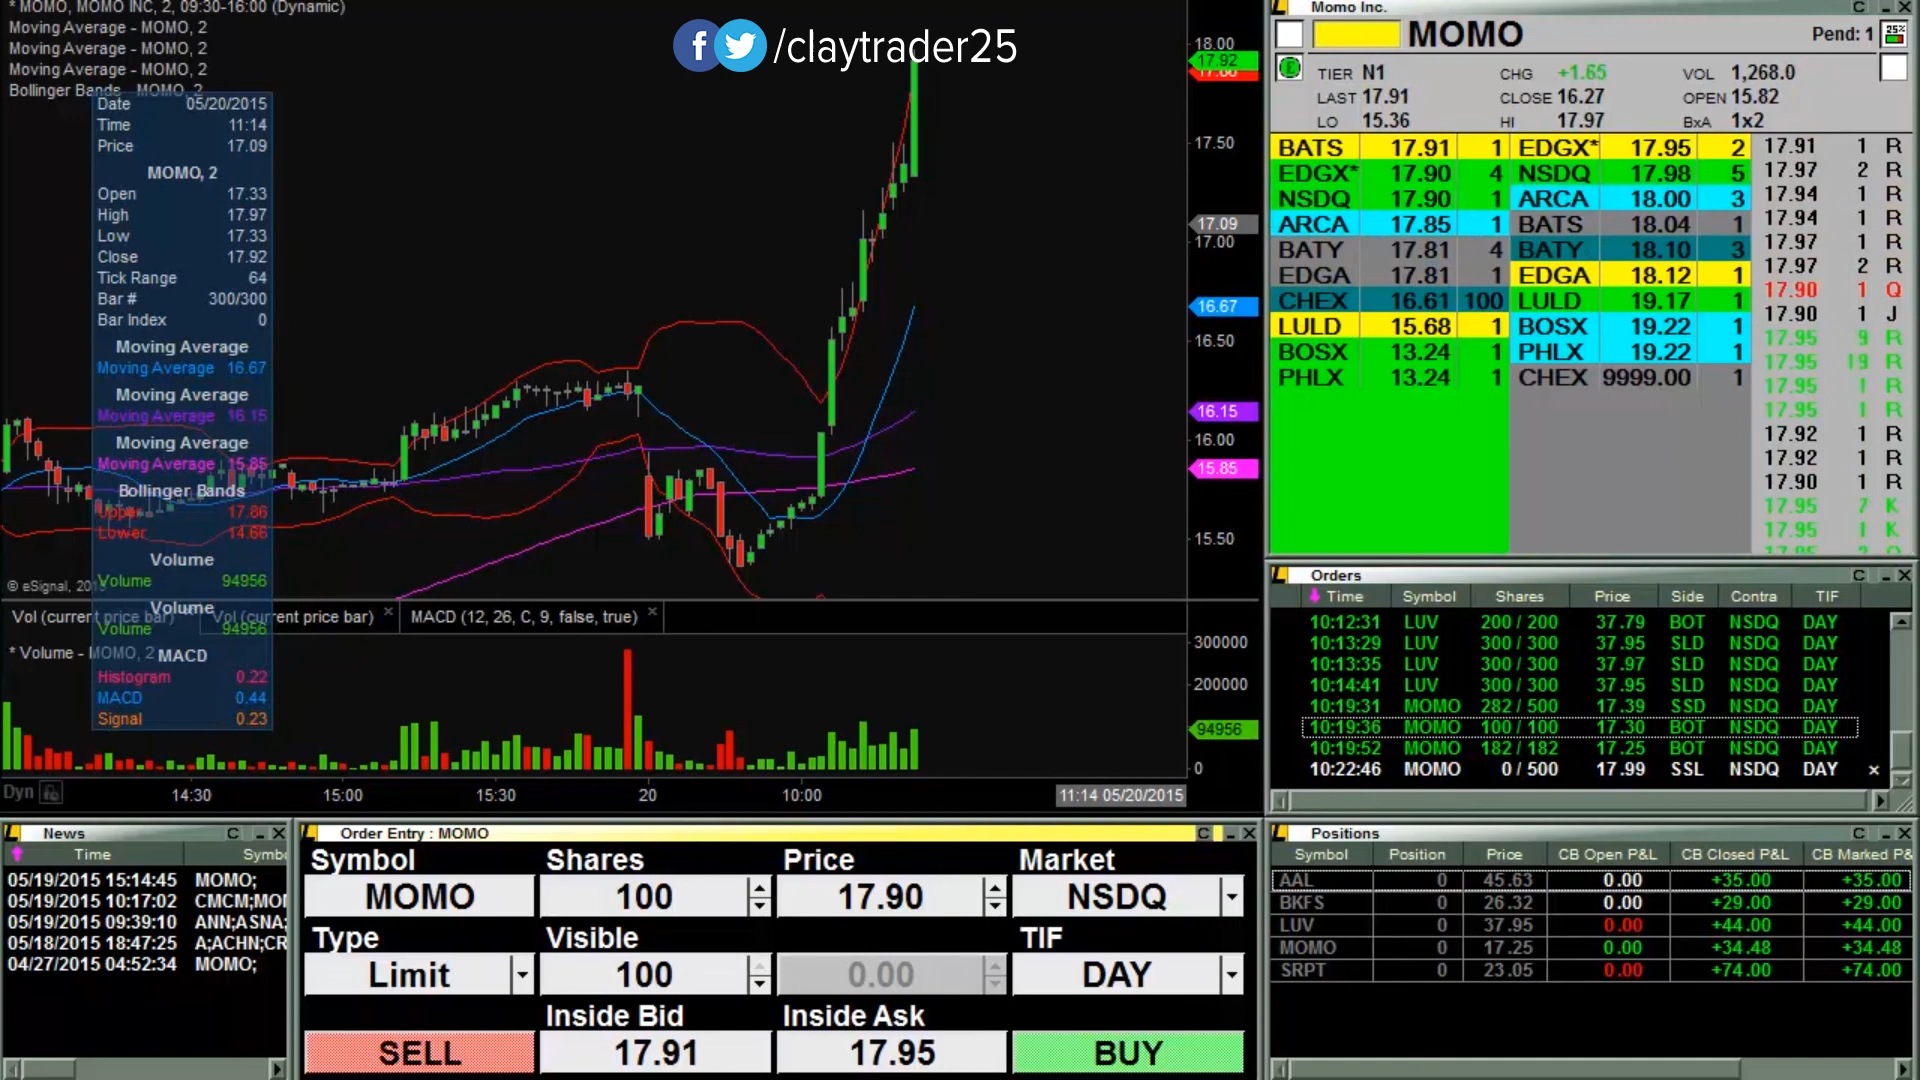 * MOMO, MOMO INC, 2, 09:30-16:00 (Dynamic)
Moving Average - MOMO, 2
Moving Average - MOMO, 2
Moving Average - MOMO, 2
Bollinger Bands - MOMO, 2
/claytrader25
Date 05/20/2015
Time 11:14
Price 17.09
MOMO, 2
Open 17.33
High 17.97
Low 17.33
Close 17.92
Tick Range 64
Bar # 300/300
Bar Index 0
Moving Average
Moving Average 16.67
Moving Average
Moving Average 16.15
Moving Average
Moving Average 15.85
Bollinger Bands
Upper 17.86
Lower 14.66
Volume
Volume 94956
Volume
Volume 94956
MACD
Histogram 0.22
MACD 0.44
Signal 0.23
© eSignal, 201
18.00
17.92
17.50
17.09
17.00
16.67
16.50
16.15
16.00
15.85
15.50
Vol (current price bar)
Vol (current price bar)
MACD (12, 26, C, 9, false, true)
* Volume - MOMO, 2
300000
200000
94956
0
Dyn
14:30 15:00 15:30 20 10:00 11:14 05/20/2015
Momo Inc.
MOMO Pend: 1 25%
TIER N1 CHG +1.65 VOL 1,268.0
LAST 17.91 CLOSE 16.27 OPEN 15.82
LO 15.36 HI 17.97 BxA 1x2
BATS 17.91 1 EDGX* 17.95 2
EDGX* 17.90 4 NSDQ 17.98 5
NSDQ 17.90 1 ARCA 18.00 3
ARCA 17.85 1 BATS 18.04 1
BATY 17.81 4 BATY 18.10 3
EDGA 17.81 1 EDGA 18.12 1
CHEX 16.61 100 LULD 19.17 1
LULD 15.68 1 BOSX 19.22 1
BOSX 13.24 1 PHLX 19.22 1
PHLX 13.24 1 CHEX 9999.00 1
17.91 1 R
17.97 2 R
17.94 1 R
17.94 1 R
17.97 1 R
17.97 2 R
17.90 1 Q
17.90 1 J
17.95 9 R
17.95 19 R
17.95 1 R
17.95 1 R
17.92 1 R
17.92 1 R
17.90 1 R
17.95 7 K
17.95 1 K
Orders
Time Symbol Shares Price Side Contra TIF
10:12:31 LUV 200 / 200 37.79 BOT NSDQ DAY
10:13:29 LUV 300 / 300 37.95 SLD NSDQ DAY
10:13:35 LUV 300 / 300 37.97 SLD NSDQ DAY
10:14:41 LUV 300 / 300 37.95 SLD NSDQ DAY
10:19:31 MOMO 282 / 500 17.39 SSD NSDQ DAY
10:19:36 MOMO 100 / 100 17.30 BOT NSDQ DAY
10:19:52 MOMO 182 / 182 17.25 BOT NSDQ DAY
10:22:46 MOMO 0 / 500 17.99 SSL NSDQ DAY
News
Time Symbo
05/19/2015 15:14:45 MOMO;
05/19/2015 10:17:02 CMCM;MO
05/19/2015 09:39:10 ANN;ASNA;
05/18/2015 18:47:25 A;ACHN;CR
04/27/2015 04:52:34 MOMO;
Order Entry : MOMO
Symbol Shares Price Market
MOMO 100 17.90 NSDQ
Type Visible TIF
Limit 100 0.00 DAY
Inside Bid Inside Ask
SELL 17.91 17.95 BUY
Positions
Symbol Position Price CB Open P&L CB Closed P&L CB Marked P&
AAL 0 45.63 0.00 +35.00 +35.00
BKFS 0 26.32 0.00 +29.00 +29.00
LUV 0 37.95 0.00 +44.00 +44.00
MOMO 0 17.25 0.00 +34.48 +34.48
SRPT 0 23.05 0.00 +74.00 +74.00